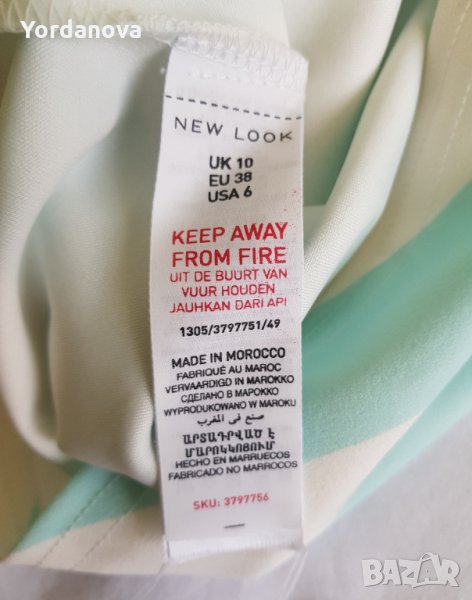 Yordanova
NEW LOOK
UK 10
EU 38
USA 6
KEEP AWAY
FROM FIRE
UIT DE BUURT VAN
VUUR HOUDEN
JAUHKAN DARI API
1305/3797751/49
MADE IN MOROCCO
FABRIQUÉ AU MAROC
VERVAARDIGD IN MAROKKO
СДЕЛАНО В МАРОККО
WYPRODUKOWANO W MAROKU
صنع في المغرب
ԱՐՏԱԴՐՎԱԾ Է
ՄԱՐՈԿԿՈՅՈՒՄ
HECHO EN MARRUECOS
FABRICADO NO MARROCOS
SKU: 3797756
BAZAR
bazar.bg